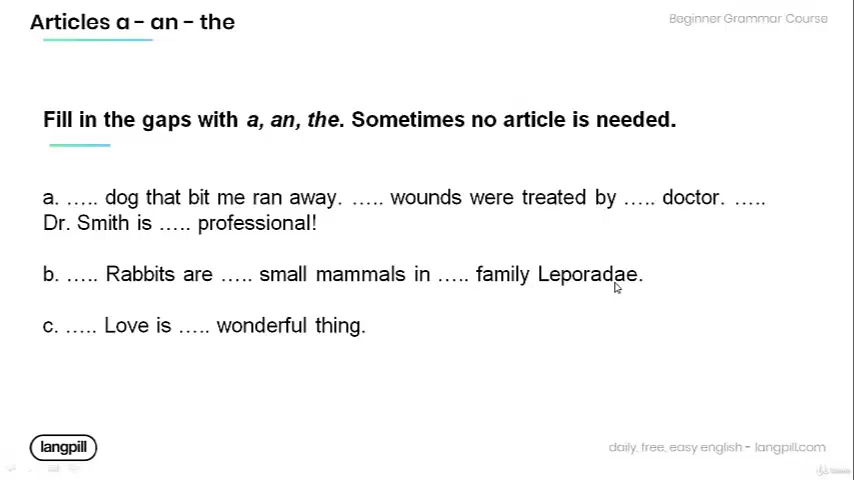 Articles a - an - the
Beginner Grammar Course
Fill in the gaps with a, an, the. Sometimes no article is needed.
a. ..... dog that bit me ran away. ..... wounds were treated by ..... doctor. .....
Dr. Smith is ..... professional!
b. ..... Rabbits are ..... small mammals in ..... family Leporadae.
c. ..... Love is ..... wonderful thing.
langpill
daily, free, easy english - langpill.com